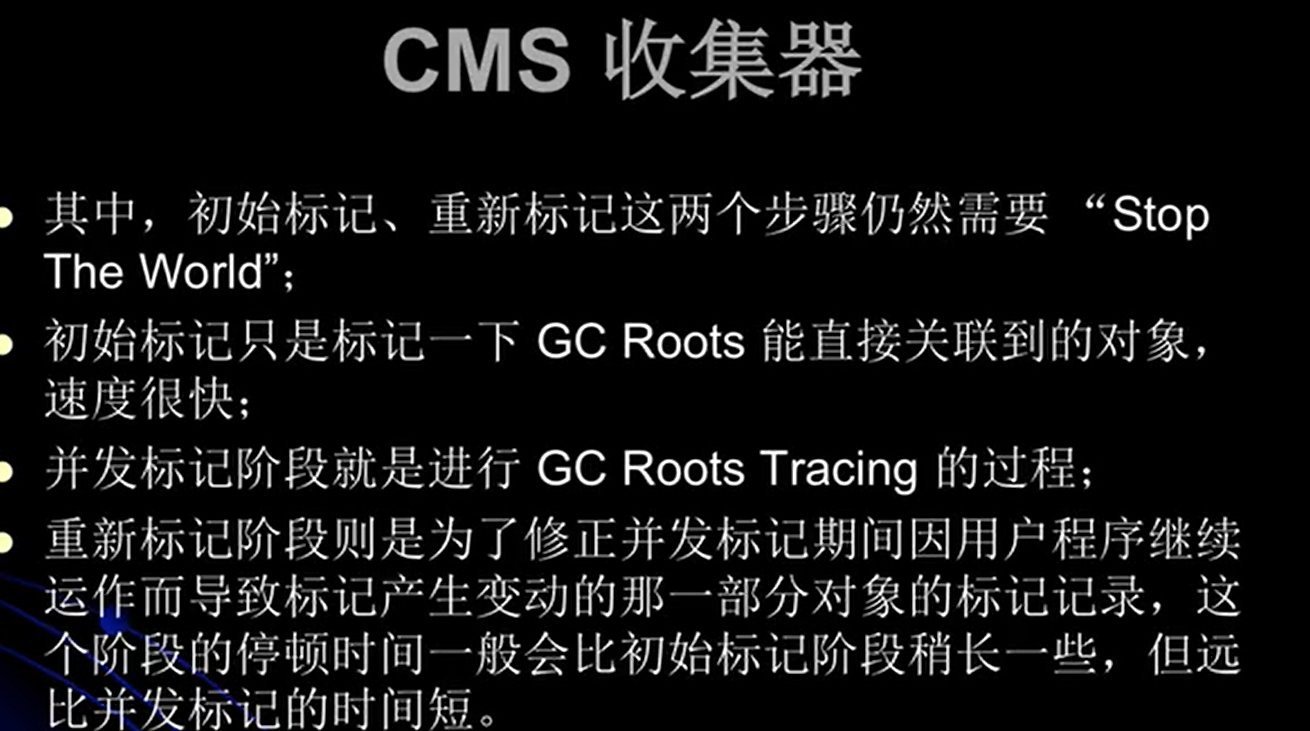 CMS 收集器
其中，初始标记、重新标记这两个步骤仍然需要 “Stop
The World”；
初始标记只是标记一下 GC Roots 能直接关联到的对象，
速度很快；
并发标记阶段就是进行 GC Roots Tracing 的过程；
重新标记阶段则是为了修正并发标记期间因用户程序继续
运作而导致标记产生变动的那一部分对象的标记记录，这
个阶段的停顿时间一般会比初始标记阶段稍长一些，但远
比并发标记的时间短。